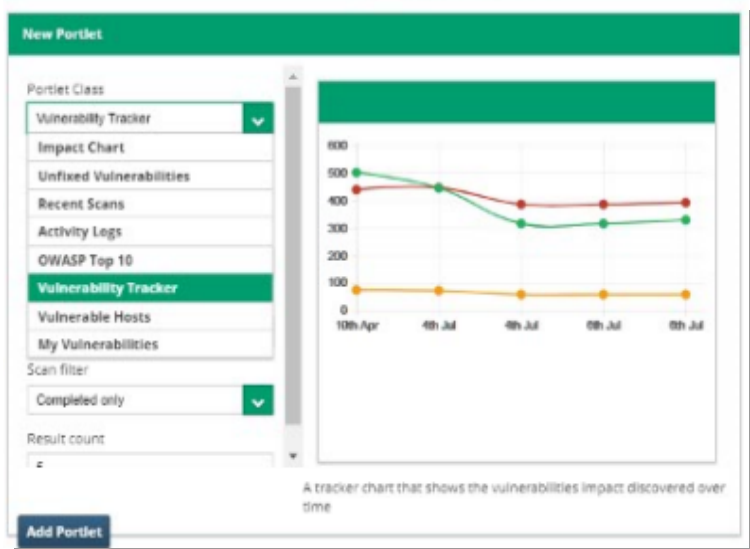 New Portlet
Portlet Class
Vulnerability Tracker
Impact Chart
Unfixed Vulnerabilities
Recent Scans
Activity Logs
OWASP Top 10
Vulnerability Tracker
Vulnerable Hosts
My Vulnerabilities
Scan filter
Completed only
Result count
5
Add Portlet
600
500
400
300
200
100
0
10th Apr 4th Jul 4th Jul 6th Jul 6th Jul
A tracker chart that shows the vulnerabilities impact discovered over
time